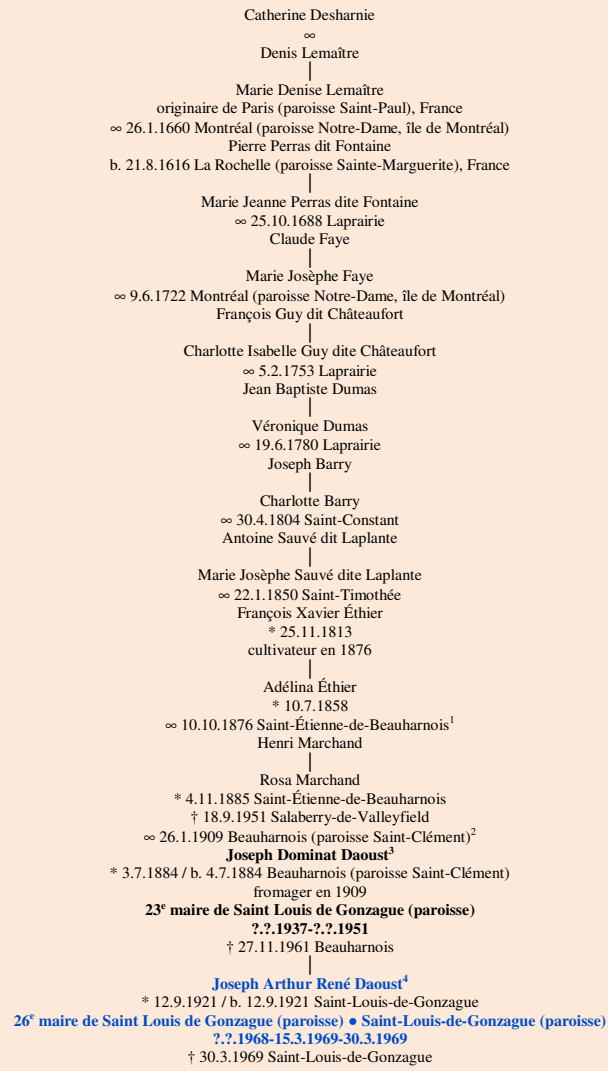 Catherine Desharnie
∞
Denis Lemaître
Marie Denise Lemaître
originaire de Paris (paroisse Saint-Paul), France
∞ 26.1.1660 Montréal (paroisse Notre-Dame, île de Montréal)
Pierre Perras dit Fontaine
b. 21.8.1616 La Rochelle (paroisse Sainte-Marguerite), France
Marie Jeanne Perras dite Fontaine
∞ 25.10.1688 Laprairie
Claude Faye
Marie Josèphe Faye
∞ 9.6.1722 Montréal (paroisse Notre-Dame, île de Montréal)
François Guy dit Châteaufort
Charlotte Isabelle Guy dite Châteaufort
∞ 5.2.1753 Laprairie
Jean Baptiste Dumas
Véronique Dumas
∞ 19.6.1780 Laprairie
Joseph Barry
Charlotte Barry
∞ 30.4.1804 Saint-Constant
Antoine Sauvé dit Laplante
Marie Josèphe Sauvé dite Laplante
∞ 22.1.1850 Saint-Timothée
François Xavier Éthier
* 25.11.1813
cultivateur en 1876
Adélina Éthier
* 10.7.1858
∞ 10.10.1876 Saint-Étienne-de-Beauharnois¹
Henri Marchand
Rosa Marchand
* 4.11.1885 Saint-Étienne-de-Beauharnois
† 18.9.1951 Salaberry-de-Valleyfield
∞ 26.1.1909 Beauharnois (paroisse Saint-Clément)²
Joseph Dominat Daoust³
* 3.7.1884 / b. 4.7.1884 Beauharnois (paroisse Saint-Clément)
fromager en 1909
23ᵉ maire de Saint Louis de Gonzague (paroisse)
?.?.1937-?.?.1951
† 27.11.1961 Beauharnois
Joseph Arthur René Daoust⁴
* 12.9.1921 / b. 12.9.1921 Saint-Louis-de-Gonzague
26ᵉ maire de Saint Louis de Gonzague (paroisse) ● Saint-Louis-de-Gonzague (paroisse)
?.?.1968-15.3.1969-30.3.1969
† 30.3.1969 Saint-Louis-de-Gonzague